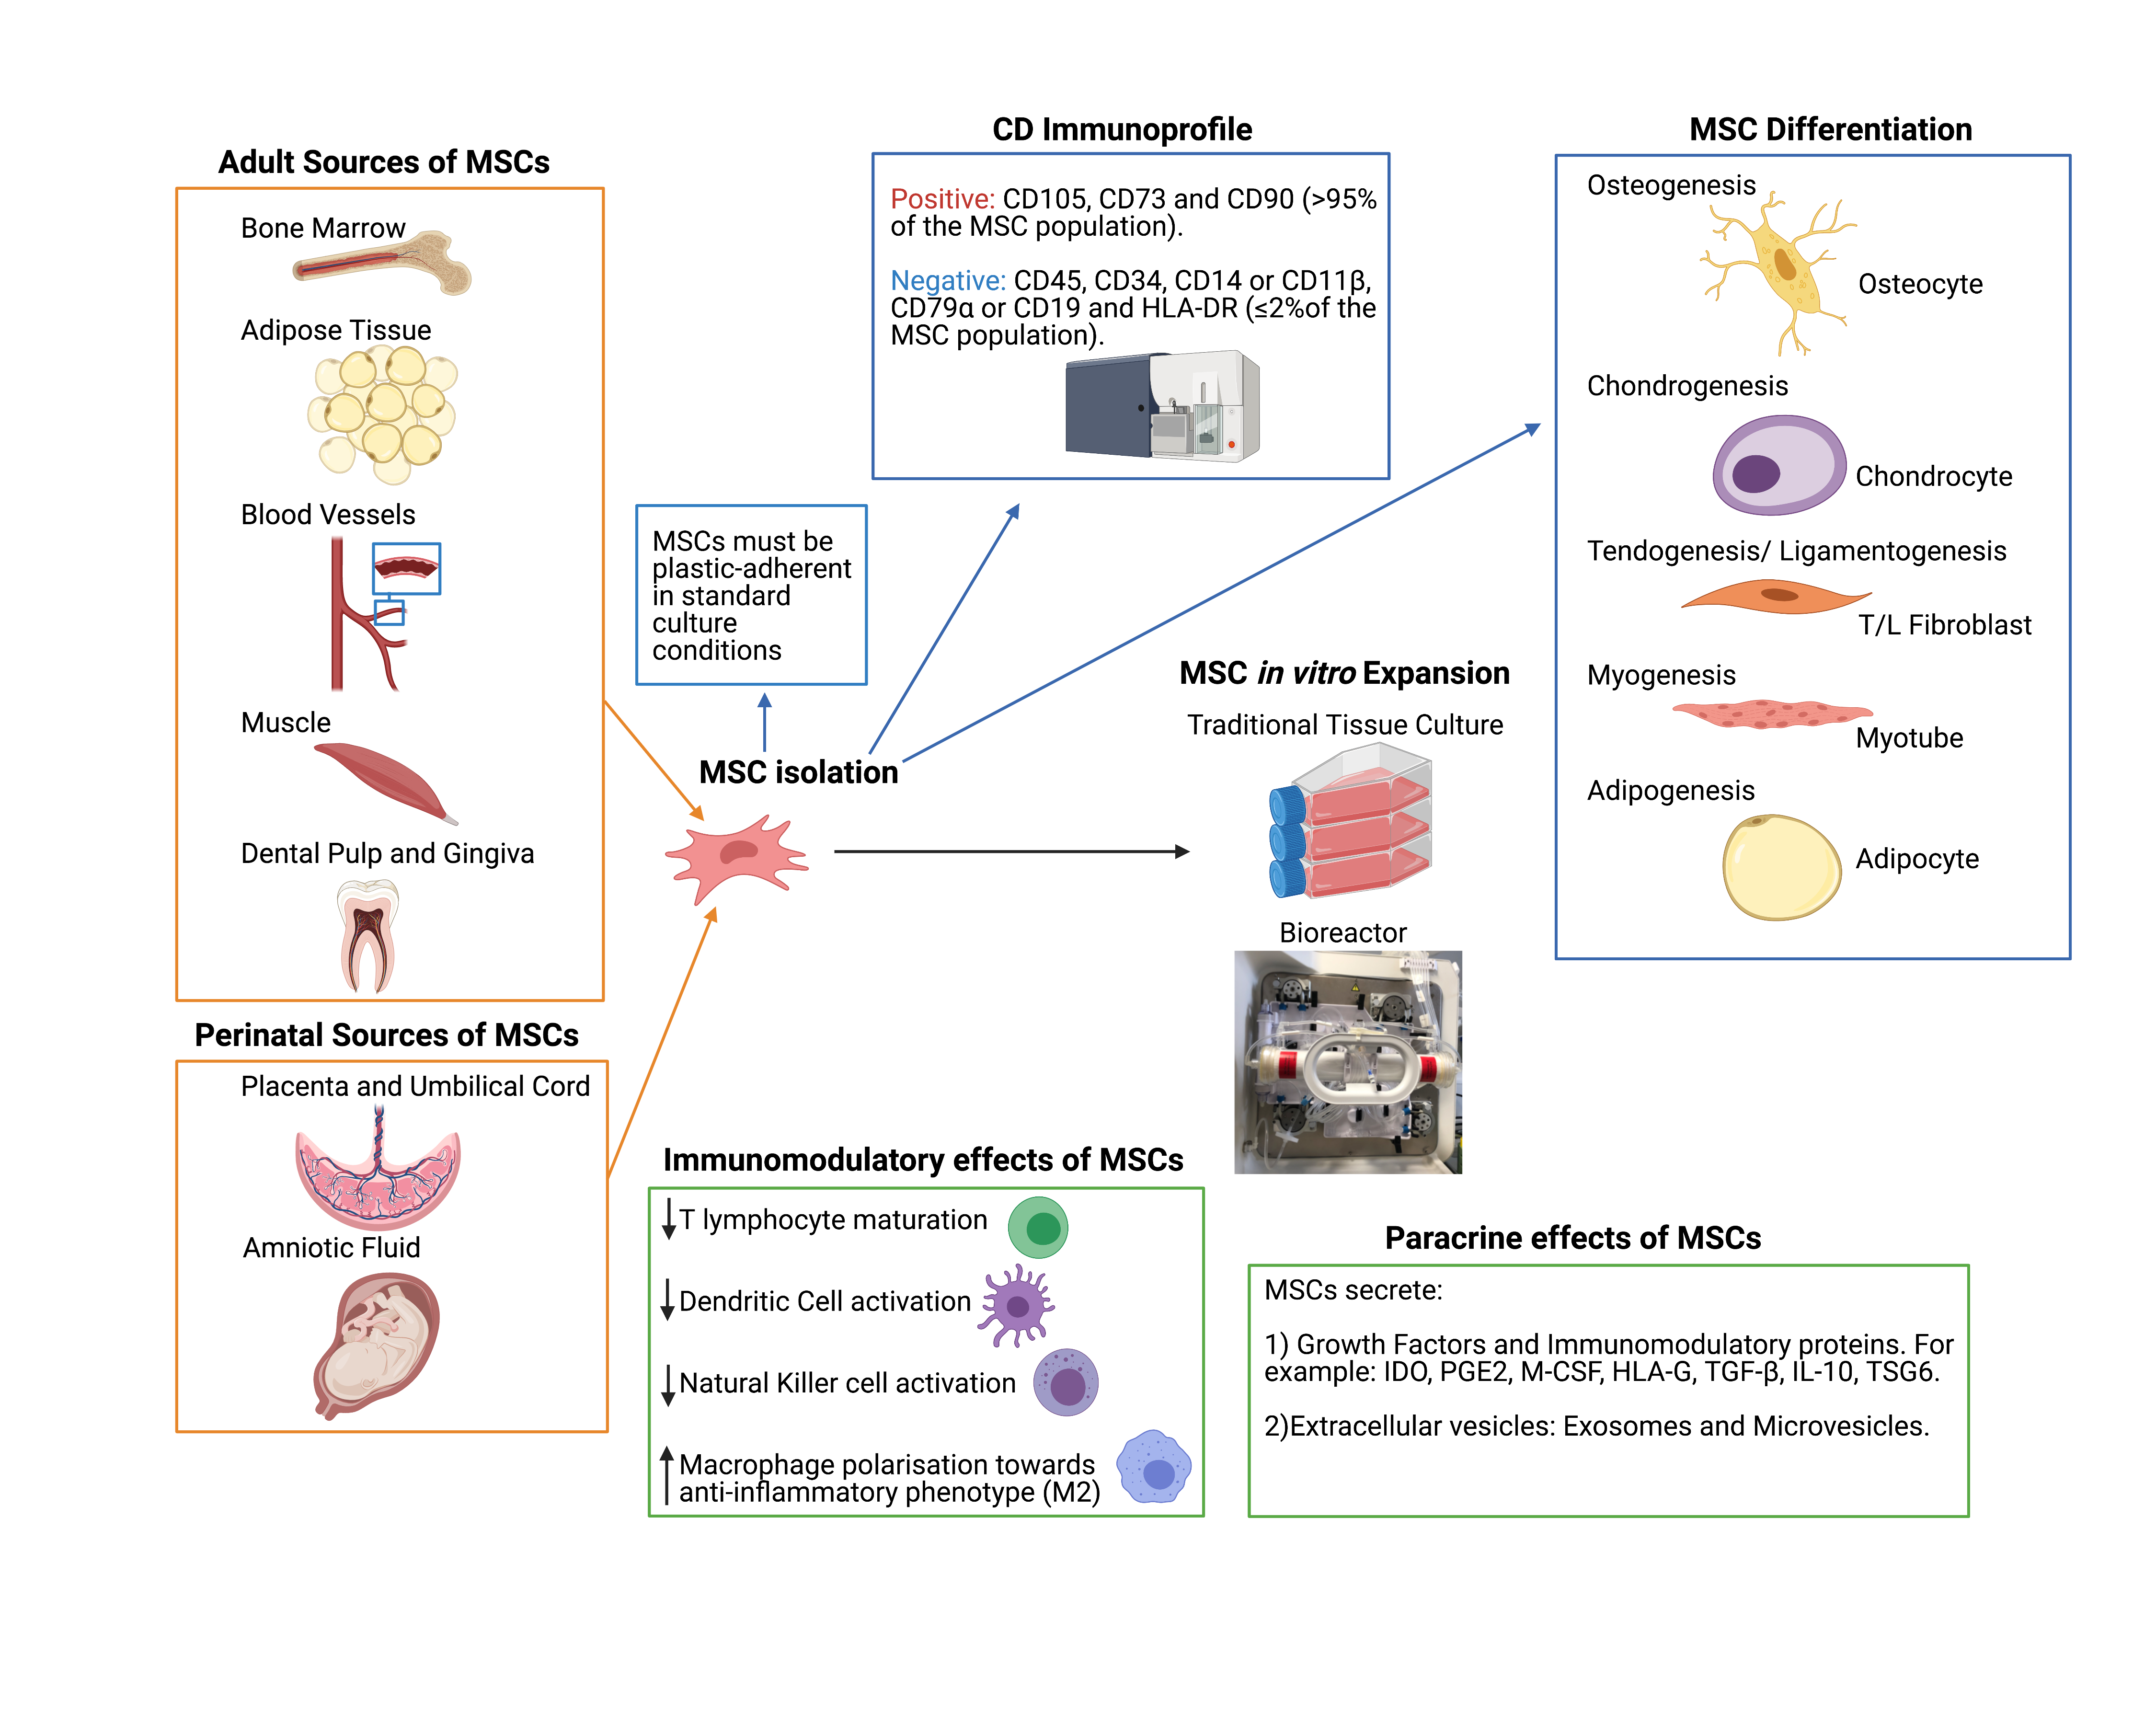 Adult Sources of MSCs
Bone Marrow
Adipose Tissue
Blood Vessels
Muscle
Dental Pulp and Gingiva
Perinatal Sources of MSCs
Placenta and Umbilical Cord
Amniotic Fluid
MSCs must be
plastic-adherent
in standard
culture
conditions
MSC isolation
CD Immunoprofile
Positive: CD105, CD73 and CD90 (>95%
of the MSC population).
Negative: CD45, CD34, CD14 or CD11β,
CD79α or CD19 and HLA-DR (≤2%of the
MSC population).
MSC in vitro Expansion
Traditional Tissue Culture
Bioreactor
MSC Differentiation
Osteogenesis
Osteocyte
Chondrogenesis
Chondrocyte
Tendogenesis/ Ligamentogenesis
T/L Fibroblast
Myogenesis
Myotube
Adipogenesis
Adipocyte
Immunomodulatory effects of MSCs
↓T lymphocyte maturation
↓Dendritic Cell activation
↓Natural Killer cell activation
↑Macrophage polarisation towards
anti-inflammatory phenotype (M2)
Paracrine effects of MSCs
MSCs secrete:
1) Growth Factors and Immunomodulatory proteins. For
example: IDO, PGE2, M-CSF, HLA-G, TGF-β, IL-10, TSG6.
2)Extracellular vesicles: Exosomes and Microvesicles.